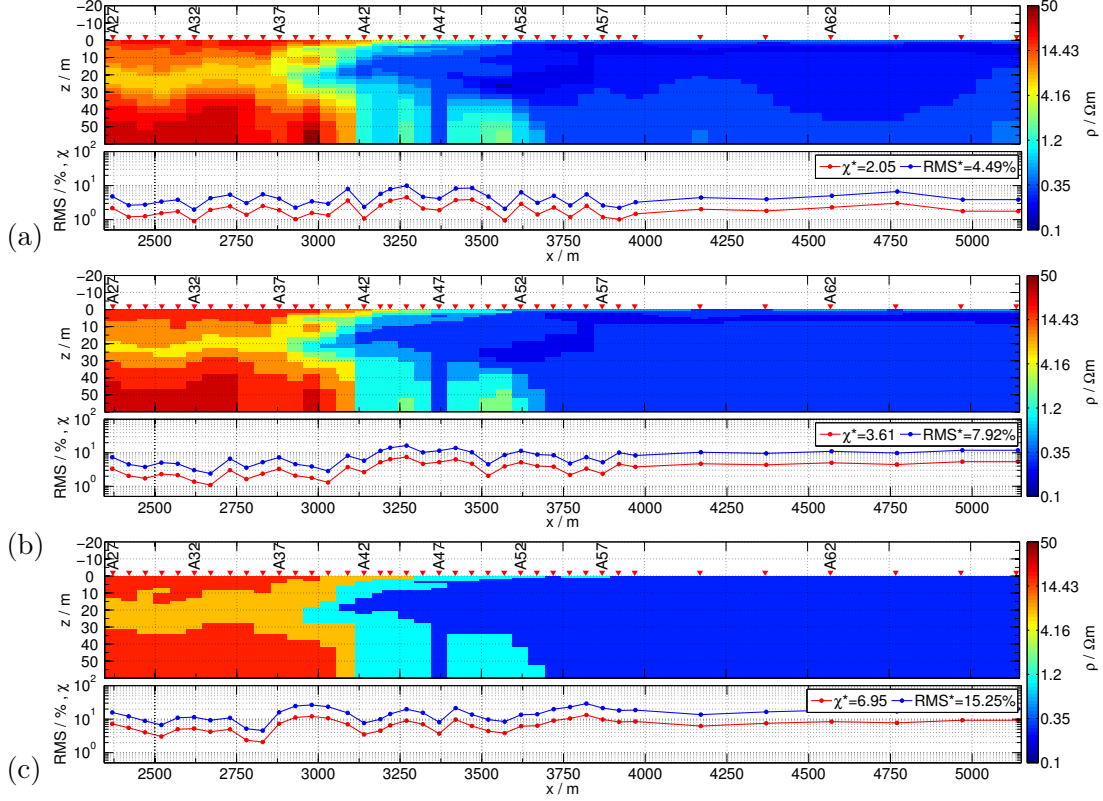 A27 A32 A37 A42 A47 A52 A57 A62
−20
−10
0
10
20
30
40
50
z / m
50
14.43
4.16
1.2
0.35
0.1
ρ / Ωm
10² 
10¹
10⁰
RMS / % , χ
χ*=2.05 RMS*=4.49%
2500 2750 3000 3250 3500 3750 4000 4250 4500 4750 5000
x / m
(a)
A27 A32 A37 A42 A47 A52 A57 A62
−20
−10
0
10
20
30
40
50
60
z / m
50
14.43
4.16
1.2
0.35
0.1
ρ / Ωm
10²
10¹
10⁰
RMS / % , χ
χ*=3.61 RMS*=7.92%
2500 2750 3000 3250 3500 3750 4000 4250 4500 4750 5000
x / m
(b)
A27 A32 A37 A42 A47 A52 A57 A62
−20
−10
0
10
20
30
40
50
z / m
50
14.43
4.16
1.2
0.35
0.1
ρ / Ωm
10²
10¹
10⁰
RMS / % , χ
χ*=6.95 RMS*=15.25%
2500 2750 3000 3250 3500 3750 4000 4250 4500 4750 5000
x / m
(c)